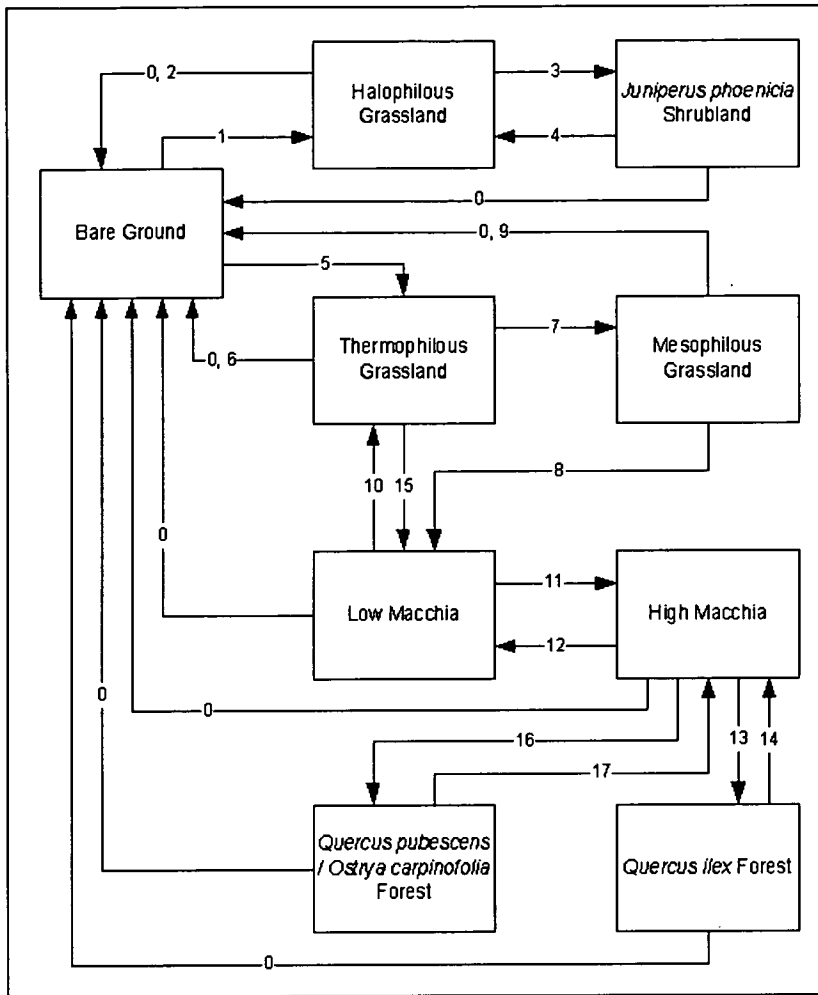 0, 2
3
Halophilous
Grassland
Juniperus phoenicia
Shrubland
1
4
0
Bare Ground
0, 9
5
Thermophilous
Grassland
7
Mesophilous
Grassland
0, 6
10
15
8
0
Low Macchia
11
High Macchia
12
0
0
16
13
14
17
Quercus pubescens
/ Ostrya carpinofolia
Forest
Quercus ilex Forest
0